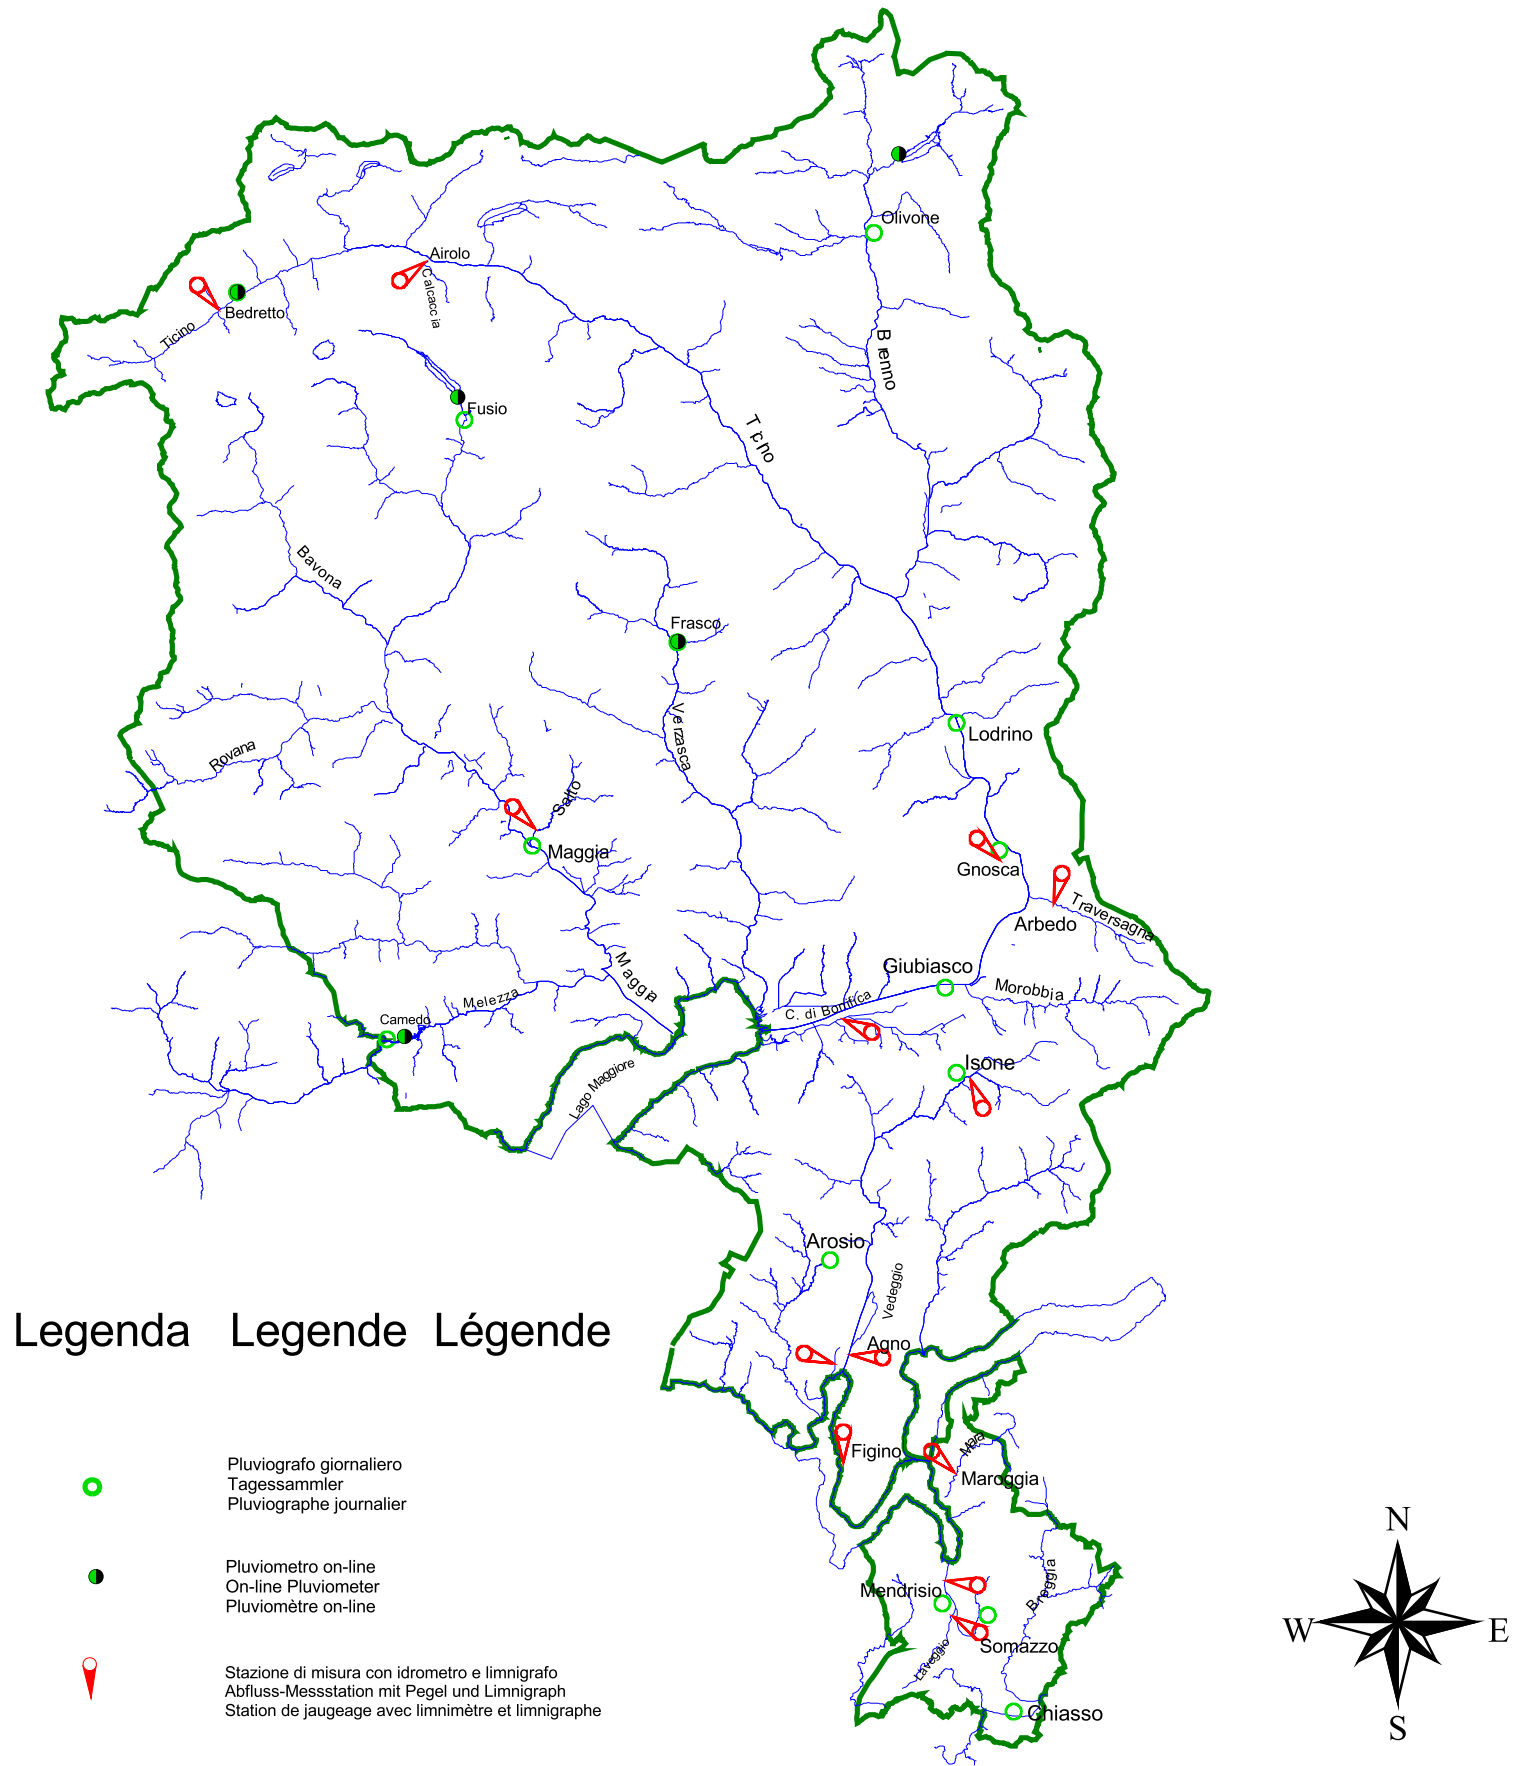 Olivone
Airolo
Calcaccia
Bedretto
Ticino
Brenno
Fusio
Ticino
Bavona
Frasco
Verzasca
Lodrino
Rovana
Salto
Maggia
Gnosca
Traversagna
Arbedo
Giubiasco
Maggia
Morobbia
Melezza
C. di Bonifica
Camedo
Isone
Lago Maggiore
Arosio
Vedeggio
Agno
Legenda Legende Légende
Figino
Mara
Maroggia
Pluviografo giornaliero
Tagessammler
Pluviographe journalier
N
Pluviometro on-line
On-line Pluviometer
Pluviomètre on-line
Mendrisio
Breggia
W
E
Somazzo
Laveggio
Stazione di misura con idrometro e limnigrafo
Abfluss-Messstation mit Pegel und Limnigraph
Station de jaugeage avec limnimètre et limnigraphe
Chiasso
S